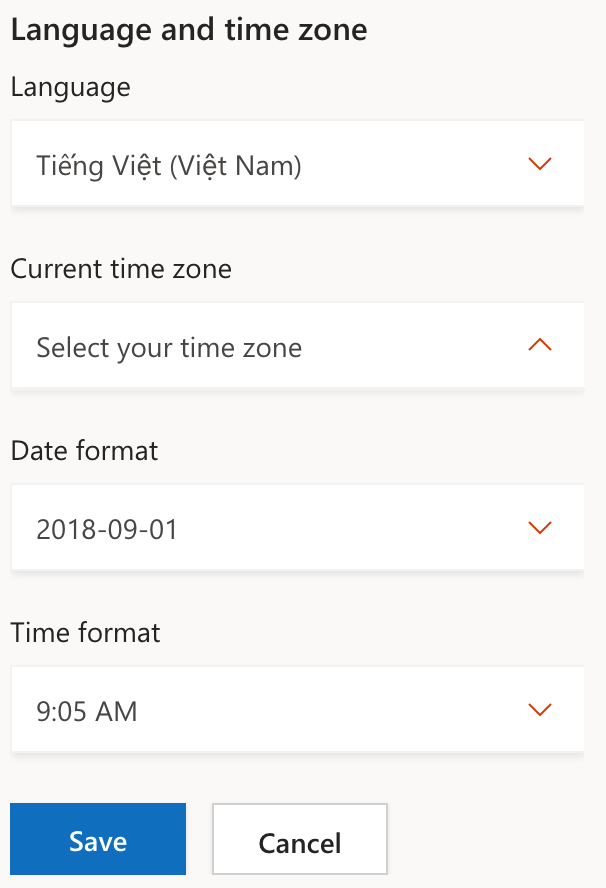 Language and time zone
Language
Tiếng Việt (Việt Nam)
Current time zone
Select your time zone
Date format
2018-09-01
Time format
9:05 AM
Save
Cancel